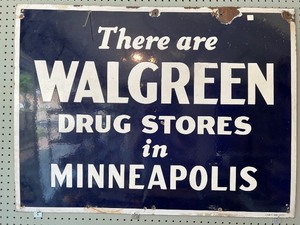 There are
WALGREEN
DRUG STORES
in
MINNEAPOLIS